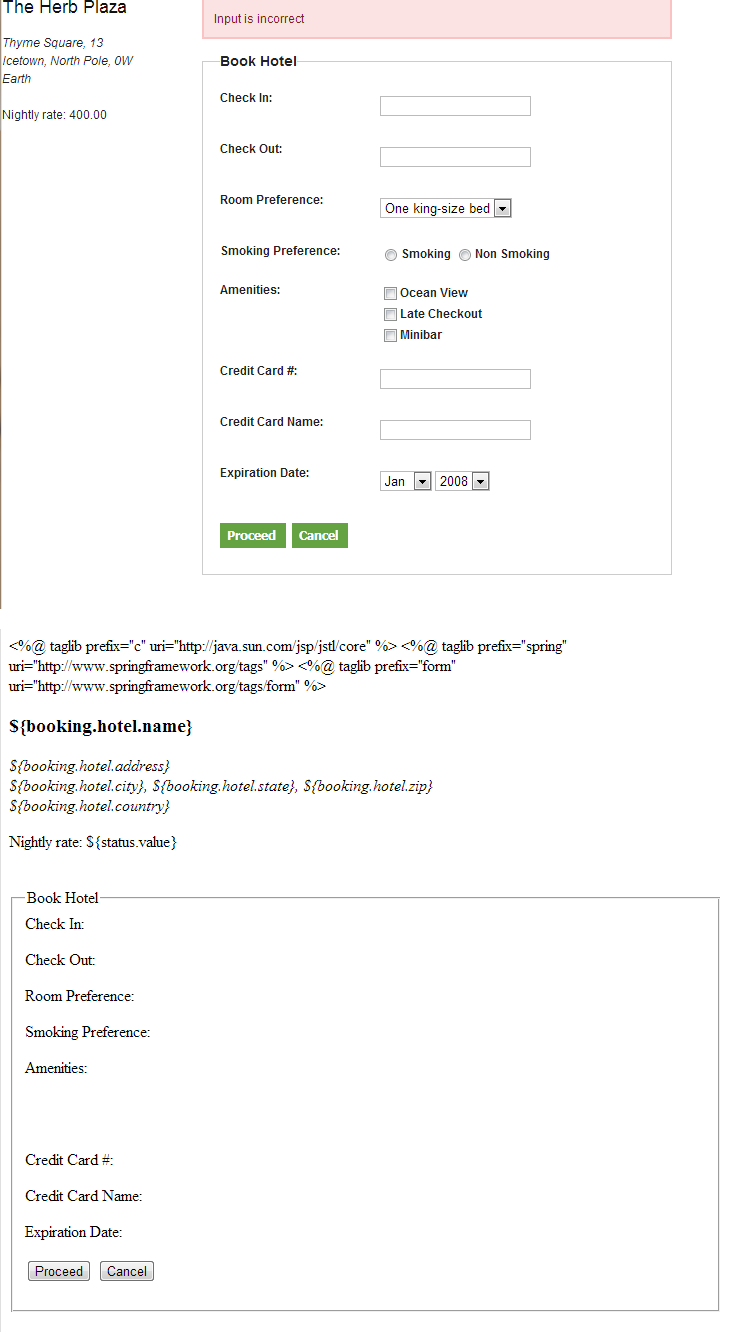 The Herb Plaza
Thyme Square, 13
Icetown, North Pole, 0W
Earth
Nightly rate: 400.00
Input is incorrect
Book Hotel
Check In:
Check Out:
Room Preference: One king-size bed
Smoking Preference: Smoking Non Smoking
Amenities: Ocean View
Late Checkout
Minibar
Credit Card #:
Credit Card Name:
Expiration Date: Jan 2008
Proceed Cancel
<%@ taglib prefix="c" uri="http://java.sun.com/jsp/jstl/core" %> <%@ taglib prefix="spring"
uri="http://www.springframework.org/tags" %> <%@ taglib prefix="form"
uri="http://www.springframework.org/tags/form" %>
${booking.hotel.name}
${booking.hotel.address}
${booking.hotel.city}, ${booking.hotel.state}, ${booking.hotel.zip}
${booking.hotel.country}
Nightly rate: ${status.value}
Book Hotel
Check In:
Check Out:
Room Preference:
Smoking Preference:
Amenities:
Credit Card #:
Credit Card Name:
Expiration Date:
Proceed Cancel